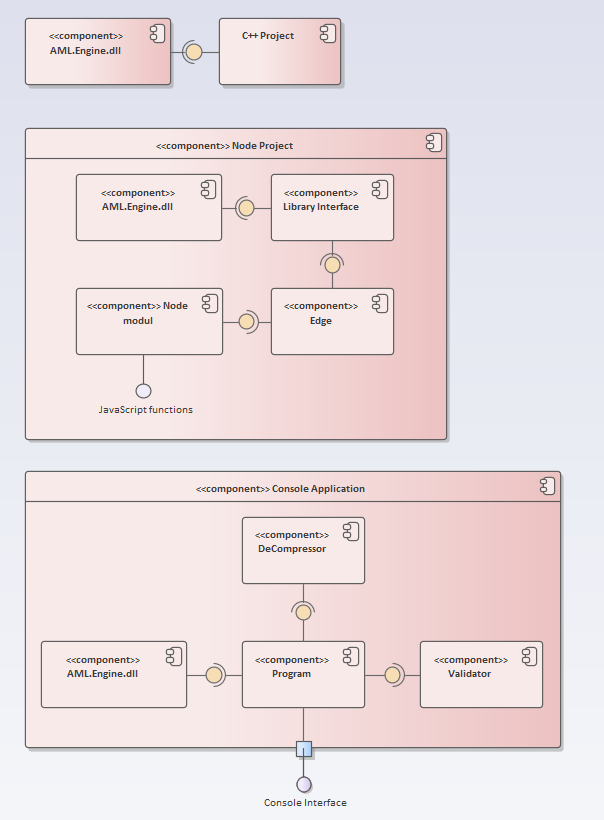 <<component>>
AML.Engine.dll
C++ Project
<<component>> Node Project
<<component>>
AML.Engine.dll
<<component>>
Library Interface
<<component>> Node
modul
<<component>>
Edge
JavaScript functions
<<component>> Console Application
<<component>>
DeCompressor
<<component>>
AML.Engine.dll
<<component>>
Program
<<component>>
Validator
Console Interface